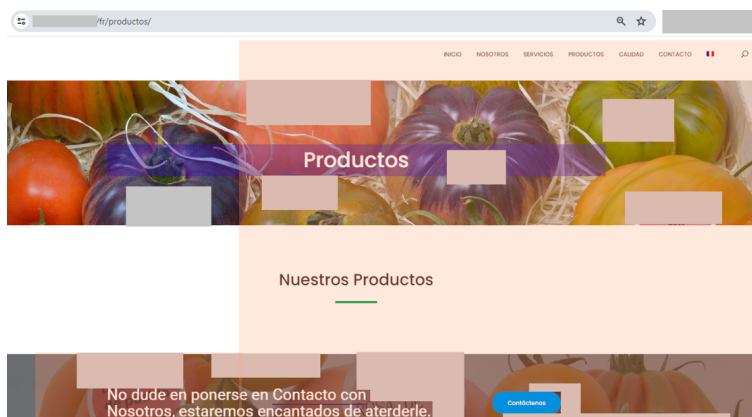 /fr/productos/
INICIO NOSOTROS SERVICIOS PRODUCTOS CALIDAD CONTACTO
Productos
Nuestros Productos
No dude en ponerse en Contacto con
Nosotros, estaremos encantados de aterderle.
Contáctenos